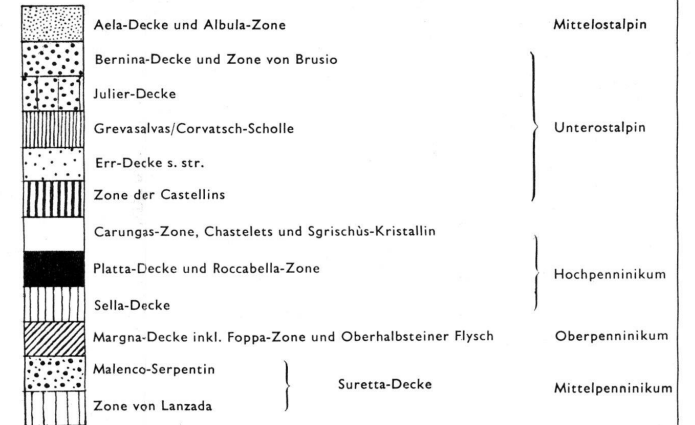 Aela-Decke und Albula-Zone Mittelostalpin
Bernina-Decke und Zone von Brusio
Julier-Decke
Grevasalvas/Corvatsch-Scholle Unterostalpin
Err-Decke s. str.
Zone der Castellins
Carungas-Zone, Chastelets und Sgrischùs-Kristallin
Platta-Decke und Roccabella-Zone Hochpenninikum
Sella-Decke
Margna-Decke inkl. Foppa-Zone und Oberhalbsteiner Flysch Oberpenninikum
Malenco-Serpentin
Suretta-Decke Mittelpenninikum
Zone von Lanzada